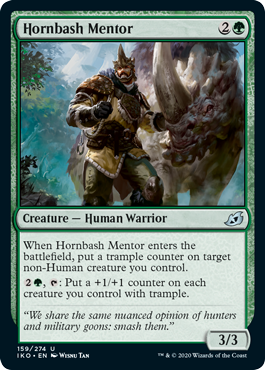 Hornbash Mentor 2
Creature — Human Warrior
When Hornbash Mentor enters the
battlefield, put a trample counter on target
non-Human creature you control.
2 , : Put a +1/+1 counter on each
creature you control with trample.
“We share the same nuanced opinion of hunters
and military goons: smash them.”
3/3
159/274 U
IKO • EN Wisnu Tan
™ & © 2020 Wizards of the Coast